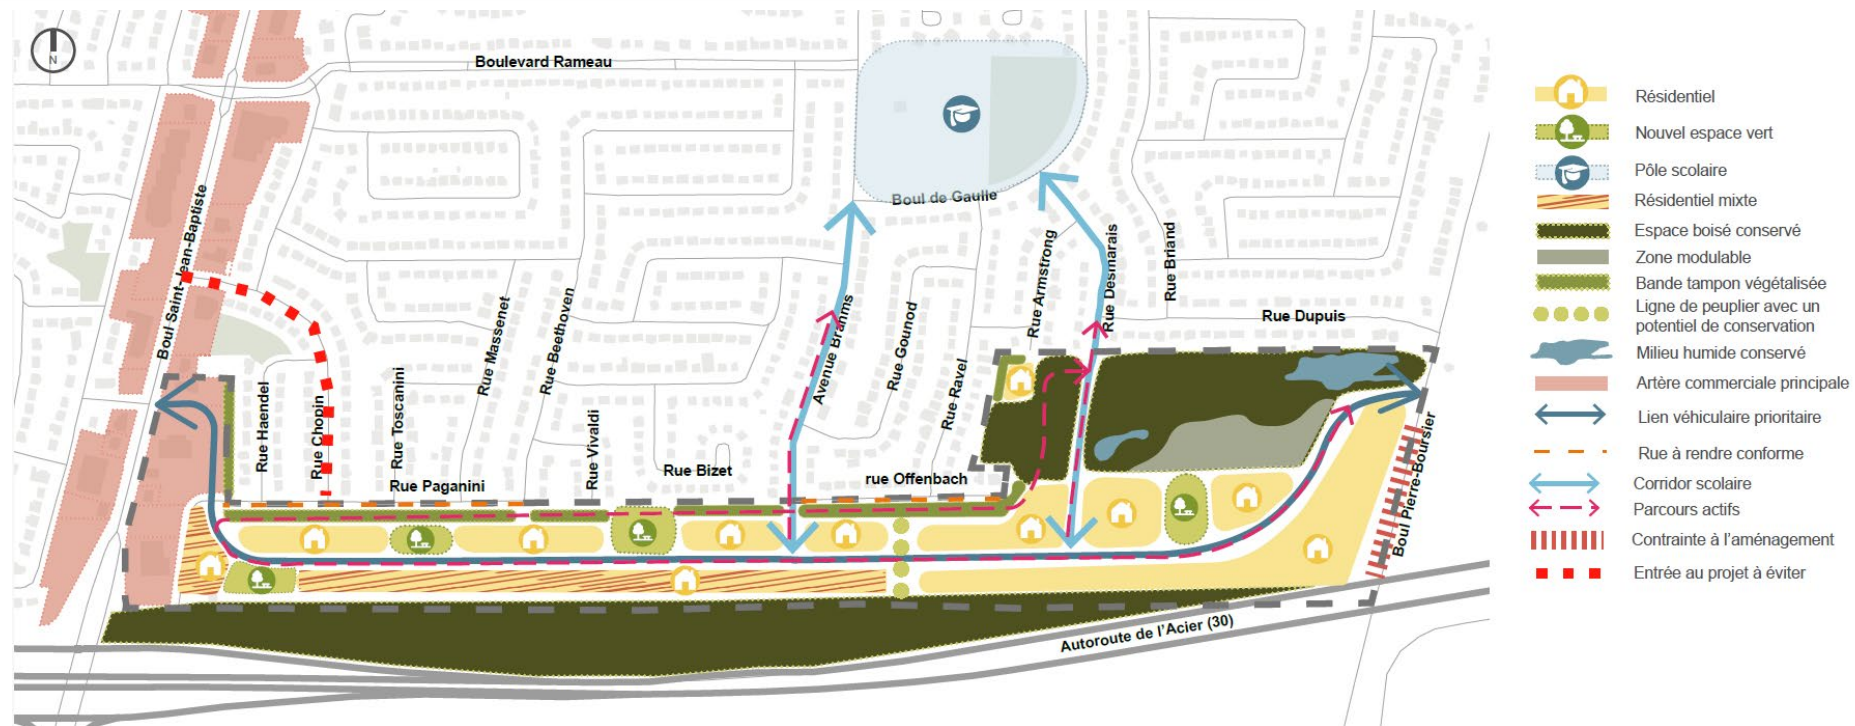 N
Boulevard Rameau
Boul Saint-Jean-Baptiste
Boul de Gaulle
Rue Armstrong
Rue Desmarais
Rue Briand
Rue Dupuis
Rue Massenet
Rue Beethoven
Avenue Brahms
Rue Gounod
Rue Ravel
Rue Haendel
Rue Chopin
Rue Toscanini
Rue Vivaldi
Rue Paganini
Rue Bizet
rue Offenbach
Boul Pierre-Boursier
Autoroute de l'Acier (30)
Résidentiel
Nouvel espace vert
Pôle scolaire
Résidentiel mixte
Espace boisé conservé
Zone modulable
Bande tampon végétalisée
Ligne de peuplier avec un
potentiel de conservation
Milieu humide conservé
Artère commerciale principale
Lien véhiculaire prioritaire
Rue à rendre conforme
Corridor scolaire
Parcours actifs
Contrainte à l'aménagement
Entrée au projet à éviter